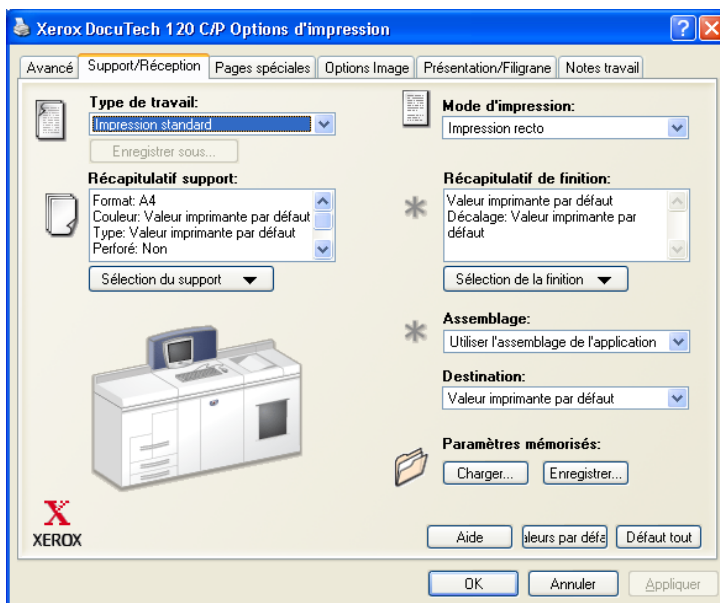 Xerox DocuTech 120 C/P Options d'impression
Avancé
Support/Réception
Pages spéciales
Options Image
Présentation/Filigrane
Notes travail
Type de travail:
Impression standard
Enregistrer sous...
Récapitulatif support:
Format: A4
Couleur: Valeur imprimante par défaut
Type: Valeur imprimante par défaut
Perforé: Non
Sélection du support
Mode d'impression:
Impression recto
Récapitulatif de finition:
Valeur imprimante par défaut
Décalage: Valeur imprimante par
défaut
Sélection de la finition
Assemblage:
Utiliser l'assemblage de l'application
Destination:
Valeur imprimante par défaut
Paramètres mémorisés:
Charger...
Enregistrer...
X
XEROX
Aide
aleurs par défa
Défaut tout
OK
Annuler
Appliquer